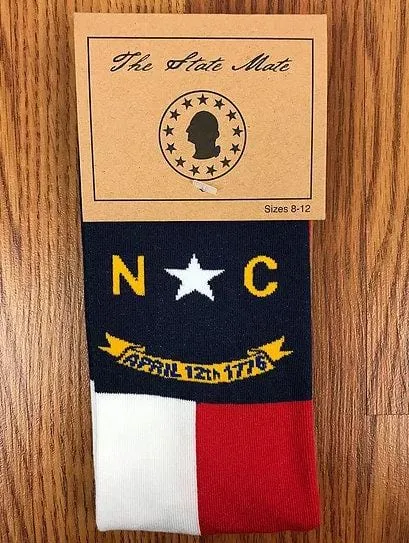 The State Mate
Sizes 8-12
N C
APRIL 12th 1776